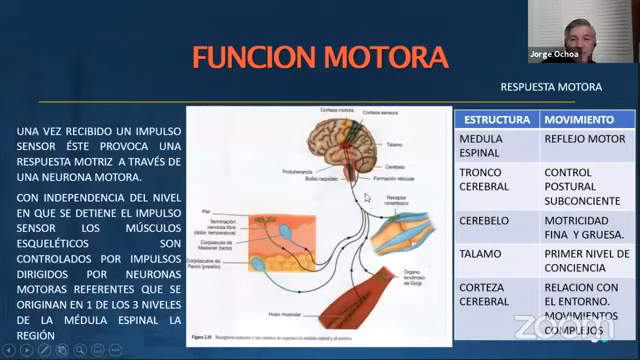 Jorge Ochoa
FUNCION MOTORA
RESPUESTA MOTORA
UNA VEZ RECIBIDO UN IMPULSO
SENSOR ÉSTE PROVOCA UNA
RESPUESTA MOTRIZ A TRAVÉS DE
UNA NEURONA MOTORA.
CON INDEPENDENCIA DEL NIVEL
EN QUE SE DETIENE EL IMPULSO
SENSOR LOS MÚSCULOS
ESQUELÉTICOS SON
CONTROLADOS POR IMPULSOS
DIRIGIDOS POR NEURONAS
MOTORAS REFERENTES QUE SE
ORIGINAN EN 1 DE LOS 3 NIVELES
DE LA MÉDULA ESPINAL LA
REGIÓN
Corteza motora
Corteza sensora
Tálamo
Cerebelo
Protuberancia
Bulbo raquídeo
Formación reticular
Receptor
cinestésico
Piel
Terminación
nerviosa libre
(dolor, temperatura)
Corpúsculo de
Meissner (tacto)
Corpúsculos de
Pacini (presión)
Órgano
tendinoso
de Golgi
Huso muscular
ESTRUCTURA MOVIMIENTO
MEDULA ESPINAL REFLEJO MOTOR
TRONCO CEREBRAL CONTROL POSTURAL SUBCONCIENTE
CEREBELO MOTRICIDAD FINA Y GRUESA.
TALAMO PRIMER NIVEL DE CONCIENCIA
CORTEZA CEREBRAL RELACION CON EL ENTORNO. MOVIMIENTOS COMPLEJOS
zoom